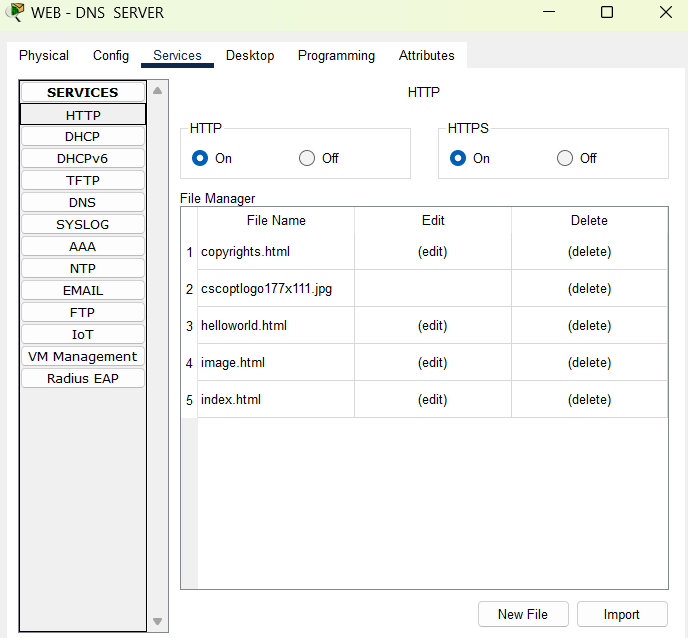 WEB - DNS  SERVER
Physical Config Services Desktop Programming Attributes
SERVICES
HTTP
DHCP
DHCPv6
TFTP
DNS
SYSLOG
AAA
NTP
EMAIL
FTP
IoT
VM Management
Radius EAP
HTTP
HTTP
On Off
HTTPS
On Off
File Manager
File Name Edit Delete
1 copyrights.html (edit) (delete)
2 cscoptlogo177x111.jpg (delete)
3 helloworld.html (edit) (delete)
4 image.html (edit) (delete)
5 index.html (edit) (delete)
New File Import